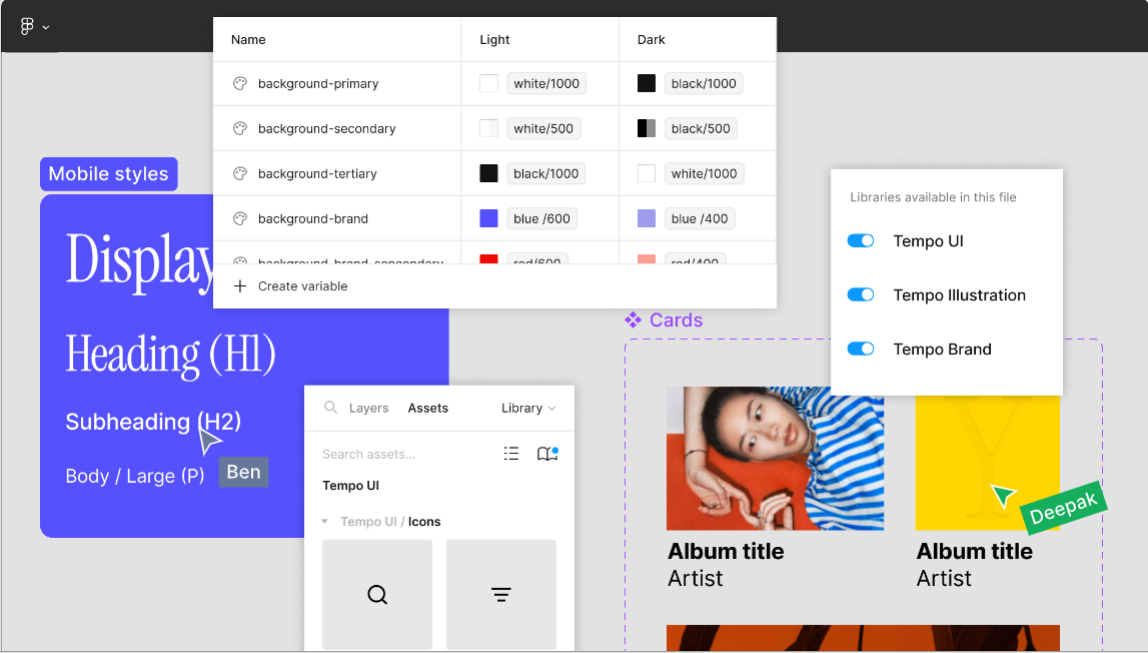 Name Light Dark
background-primary white/1000 black/1000
background-secondary white/500 black/500
background-tertiary black/1000 white/1000
background-brand blue /600 blue /400
background-brand-sencondary red/600 red/400
+ Create variable
Mobile styles
Display
Heading (H1)
Subheading (H2)
Body / Large (P)
Ben
Layers Assets Library
Search assets...
Tempo UI
Tempo UI / Icons
Libraries available in this file
Tempo UI
Tempo Illustration
Tempo Brand
Cards
Y
Deepak
Album title
Artist
Album title
Artist